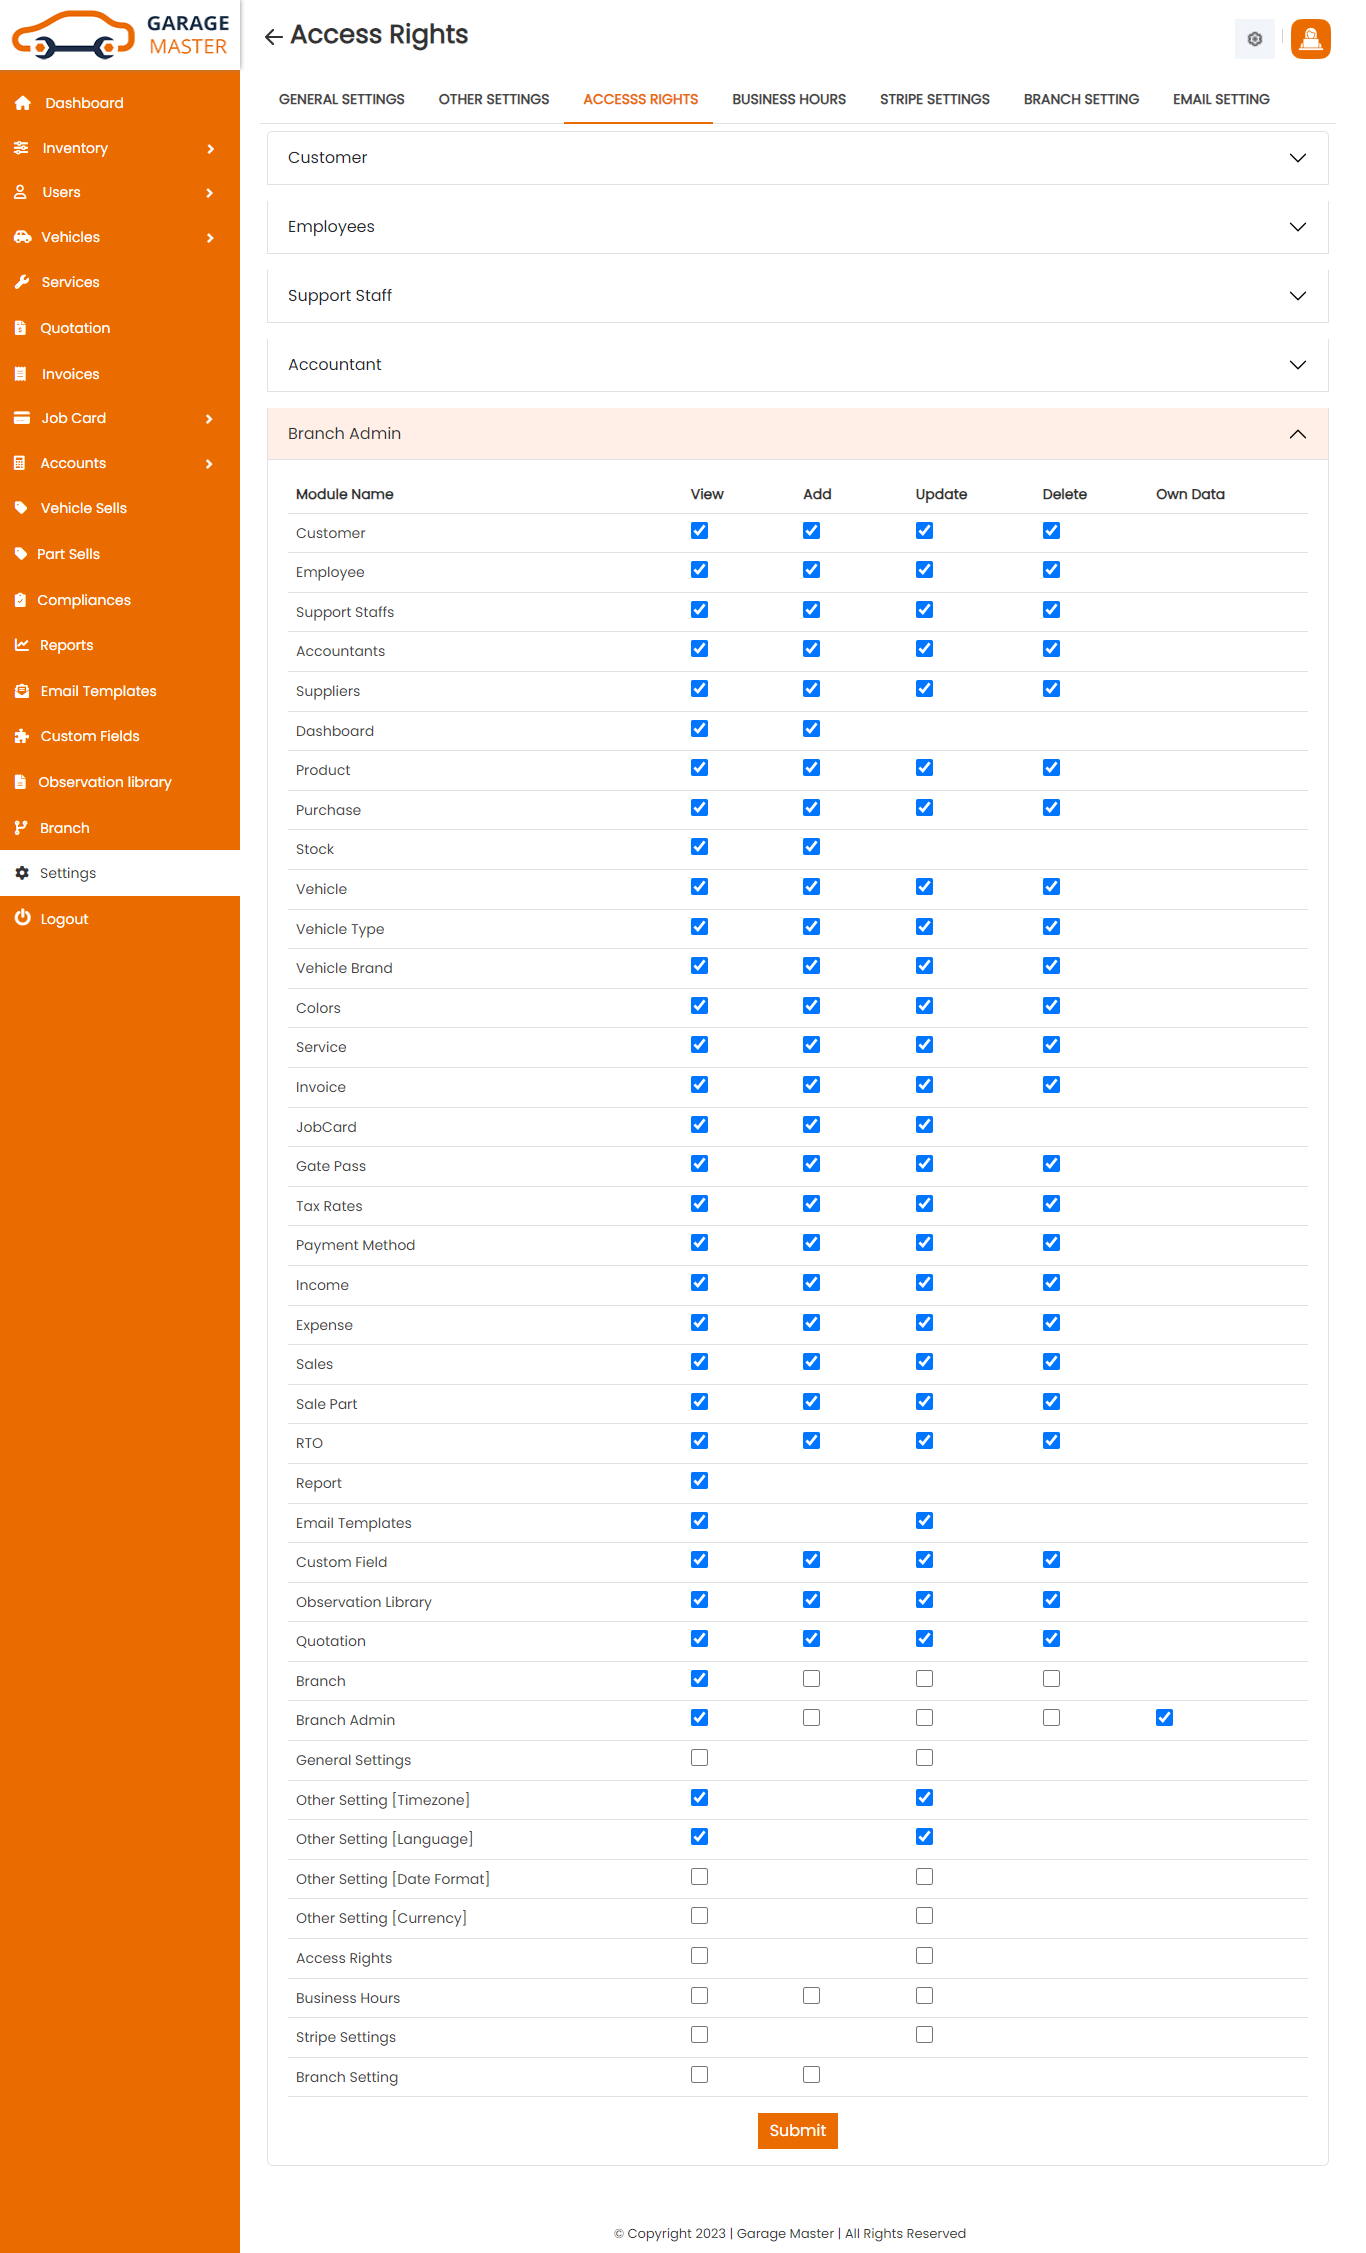 GARAGE
MASTER
Access Rights
Dashboard
Inventory
Users
Vehicles
Services
Quotation
Invoices
Job Card
Accounts
Vehicle Sells
Part Sells
Compliances
Reports
Email Templates
Custom Fields
Observation library
Branch
Settings
Logout
GENERAL SETTINGS OTHER SETTINGS ACCESSS RIGHTS BUSINESS HOURS STRIPE SETTINGS BRANCH SETTING EMAIL SETTING
Customer
Employees
Support Staff
Accountant
Branch Admin
Module Name View Add Update Delete Own Data
Customer
Employee
Support Staffs
Accountants
Suppliers
Dashboard
Product
Purchase
Stock
Vehicle
Vehicle Type
Vehicle Brand
Colors
Service
Invoice
JobCard
Gate Pass
Tax Rates
Payment Method
Income
Expense
Sales
Sale Part
RTO
Report
Email Templates
Custom Field
Observation Library
Quotation
Branch
Branch Admin
General Settings
Other Setting [Timezone]
Other Setting [Language]
Other Setting [Date Format]
Other Setting [Currency]
Access Rights
Business Hours
Stripe Settings
Branch Setting
Submit
© Copyright 2023 | Garage Master | All Rights Reserved